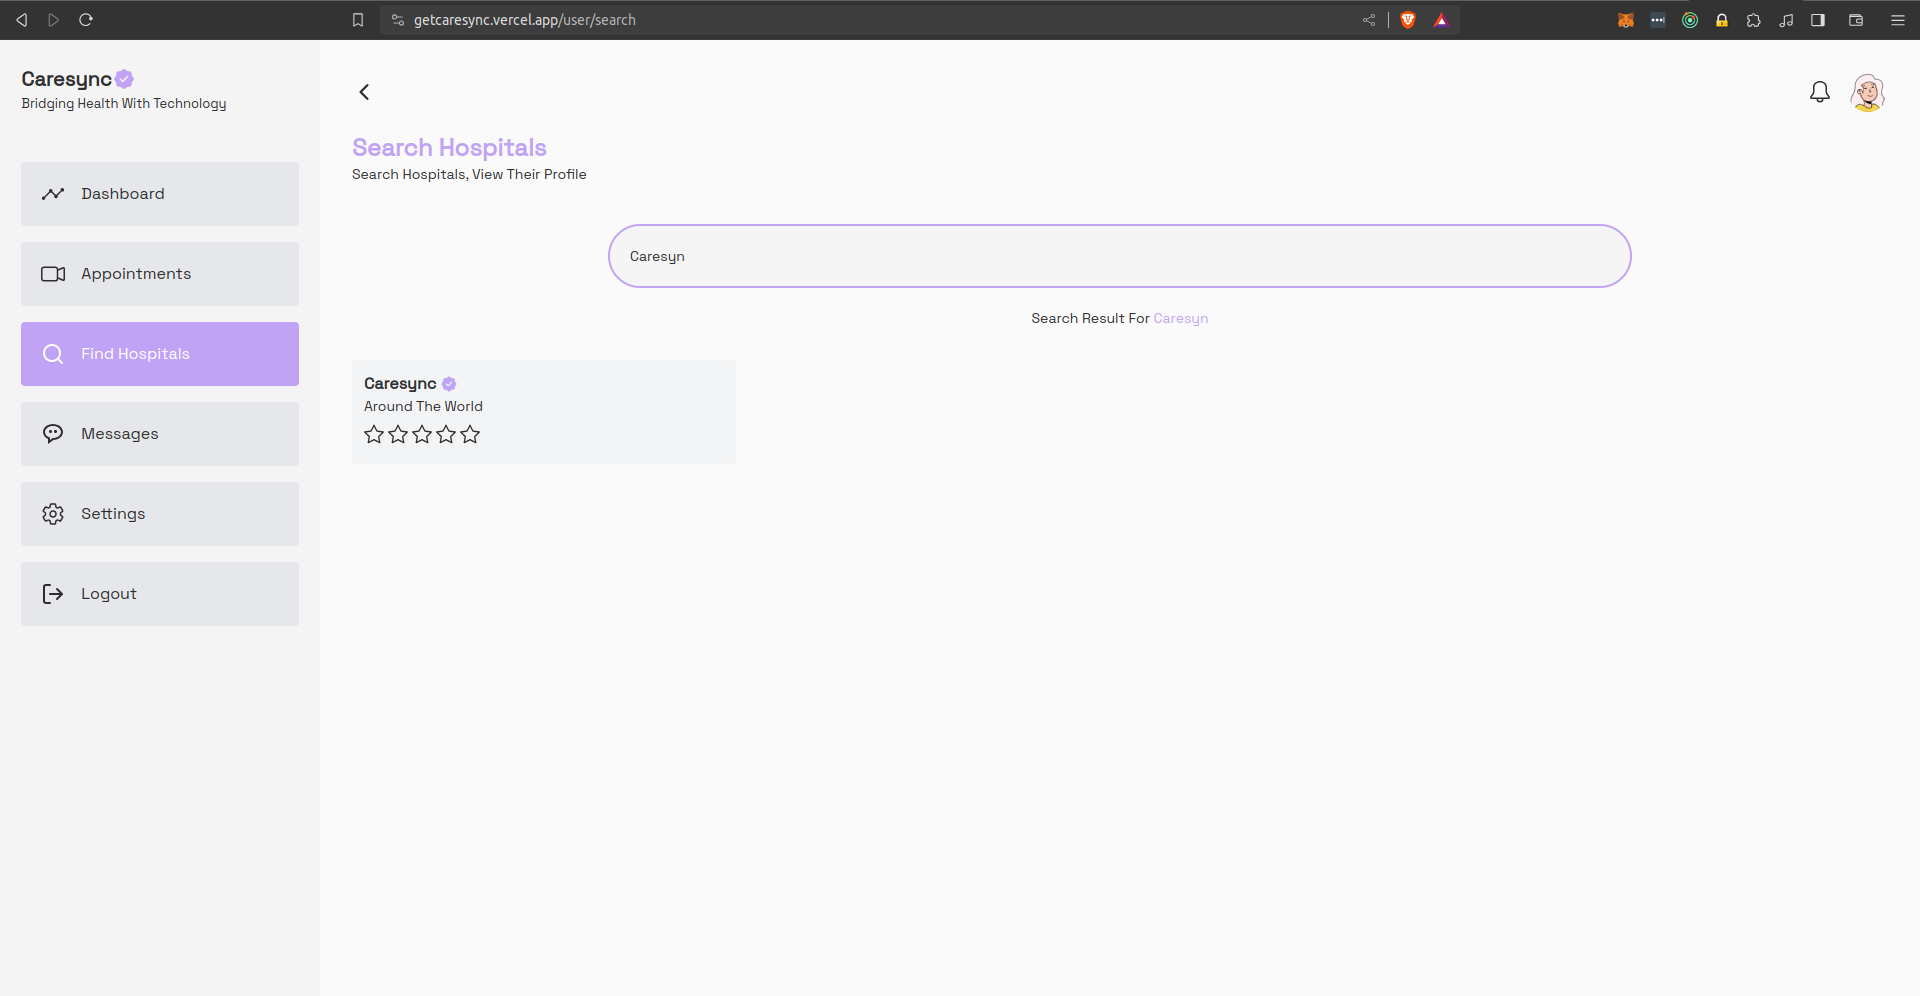 getcaresync.vercel.app/user/search
Caresync
Bridging Health With Technology
Dashboard
Appointments
Find Hospitals
Messages
Settings
Logout
Search Hospitals
Search Hospitals, View Their Profile
Caresyn
Search Result For Caresyn
Caresync
Around The World